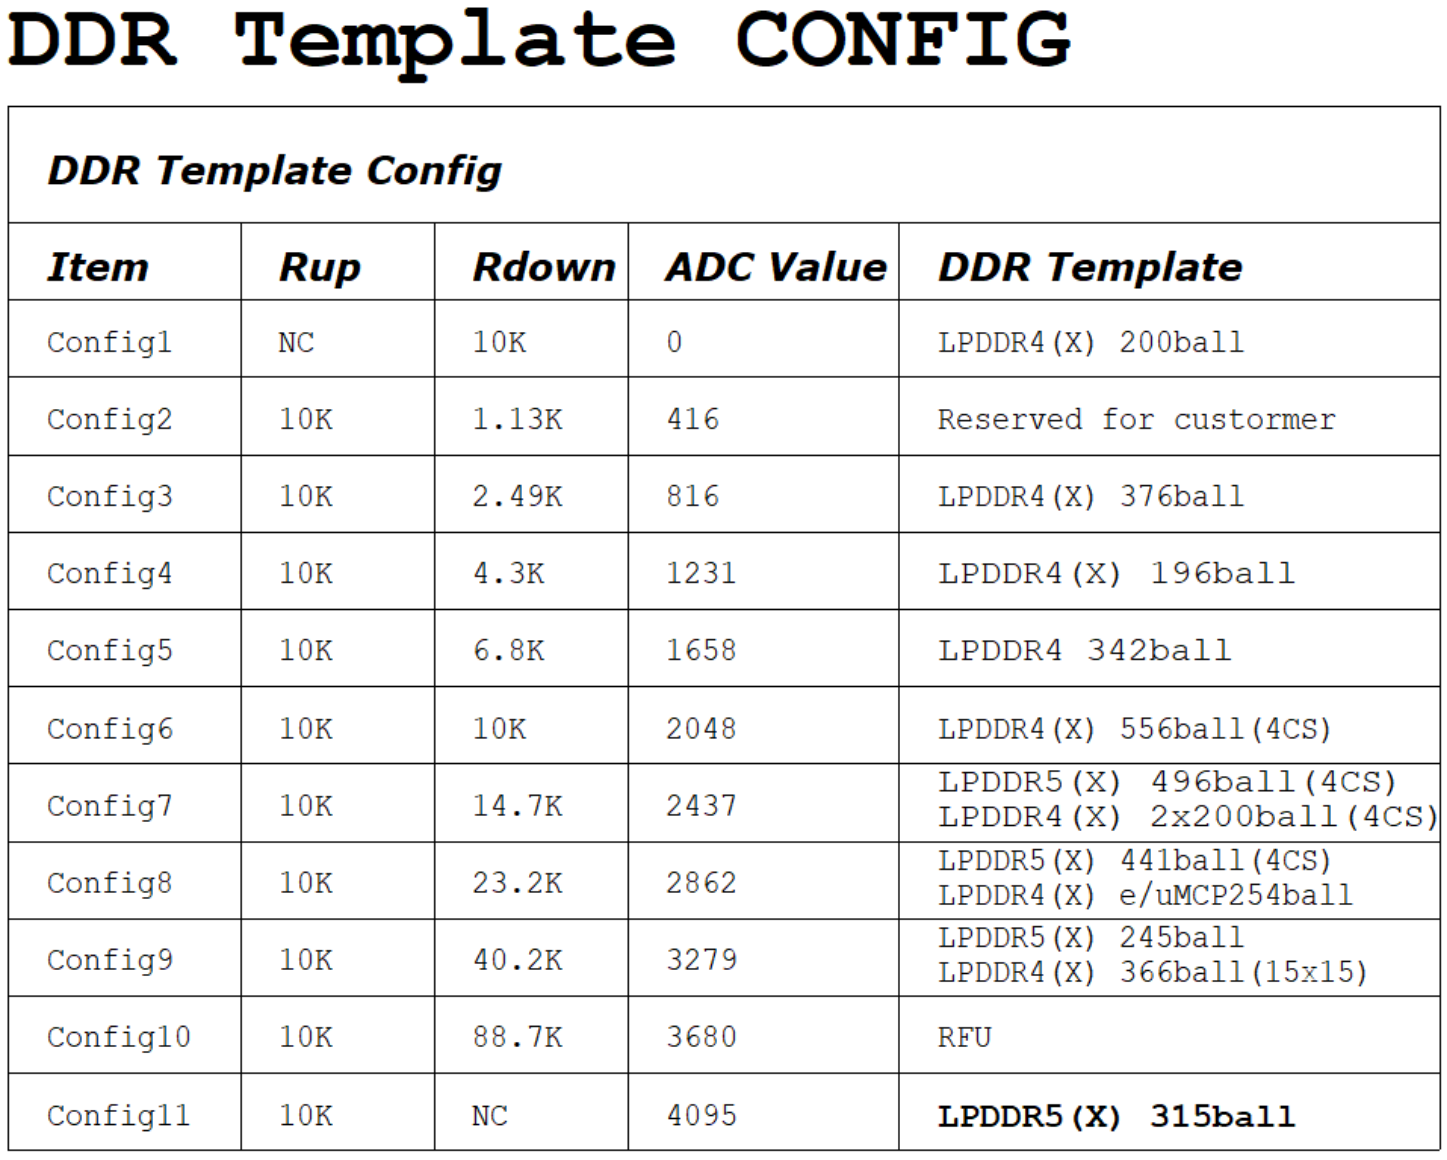 DDR Template CONFIG
DDR Template Config
Item Rup Rdown ADC Value DDR Template
Config1 NC 10K 0 LPDDR4(X) 200ball
Config2 10K 1.13K 416 Reserved for custormer
Config3 10K 2.49K 816 LPDDR4(X) 376ball
Config4 10K 4.3K 1231 LPDDR4(X) 196ball
Config5 10K 6.8K 1658 LPDDR4 342ball
Config6 10K 10K 2048 LPDDR4(X) 556ball(4CS)
Config7 10K 14.7K 2437 LPDDR5(X) 496ball(4CS)
LPDDR4(X) 2x200ball(4CS)
Config8 10K 23.2K 2862 LPDDR5(X) 441ball(4CS)
LPDDR4(X) e/uMCP254ball
Config9 10K 40.2K 3279 LPDDR5(X) 245ball
LPDDR4(X) 366ball(15x15)
Config10 10K 88.7K 3680 RFU
Config11 10K NC 4095 LPDDR5(X) 315ball